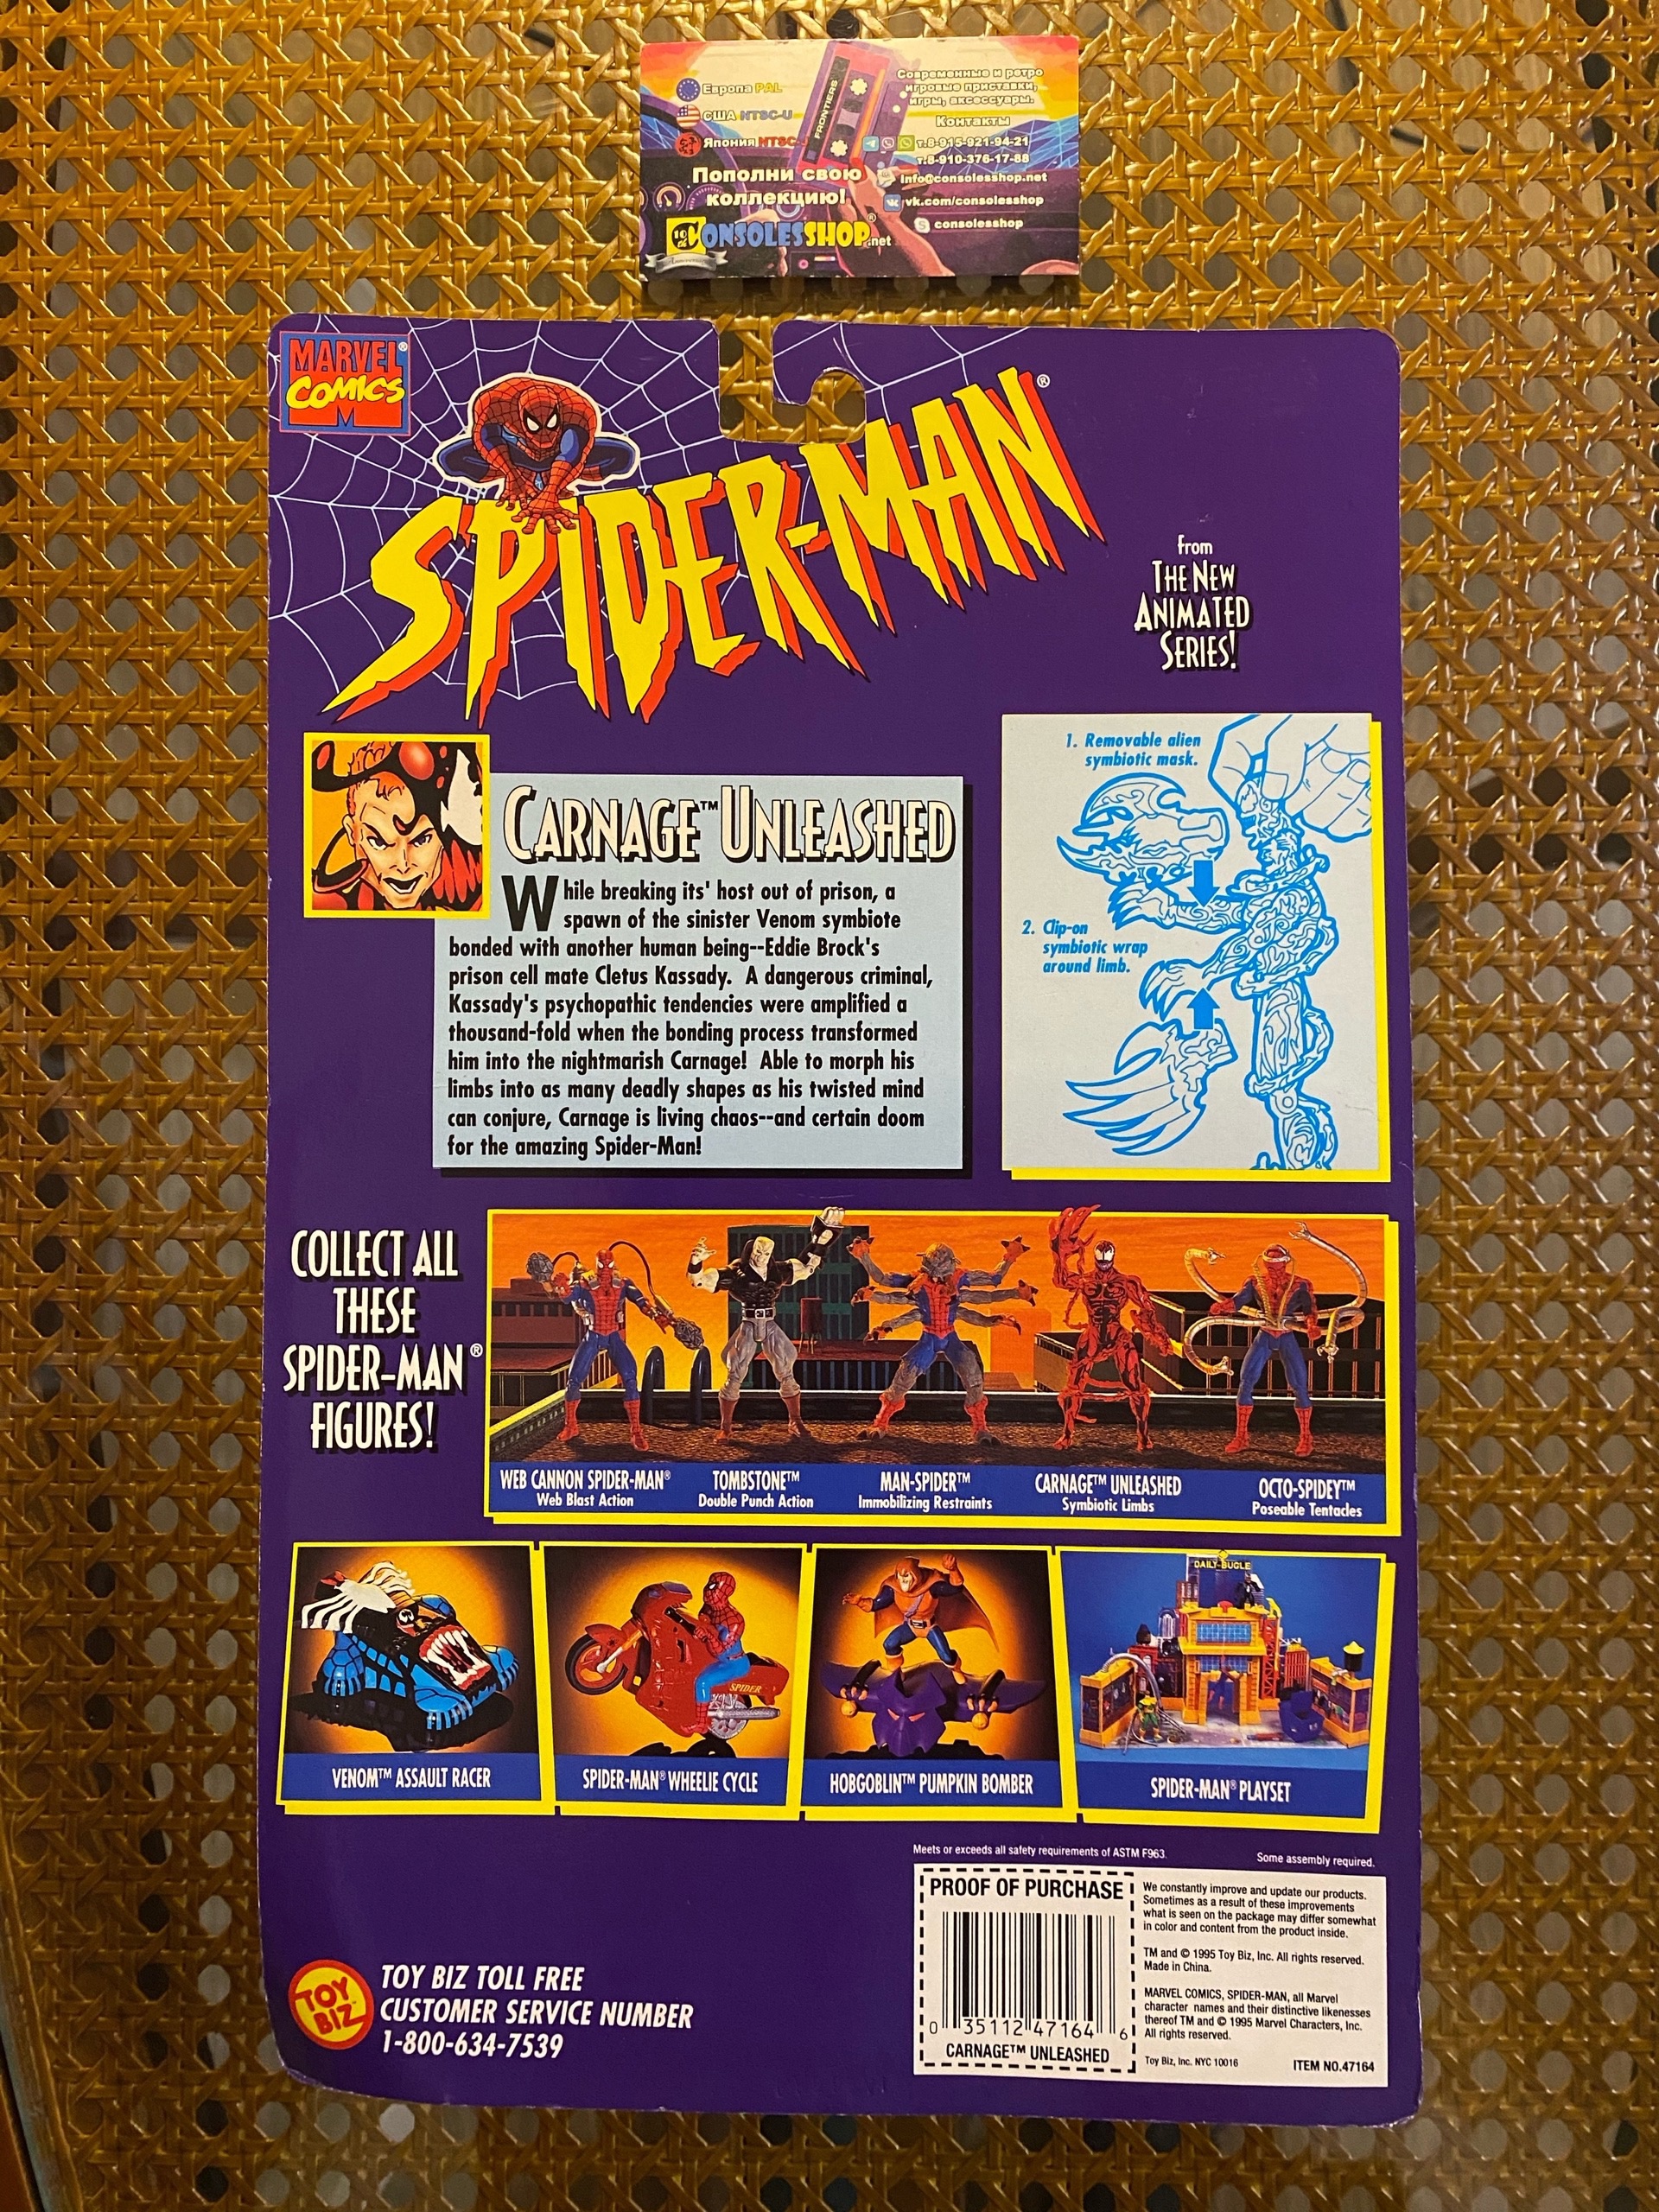 Европа PAL
США NTSC-U
Япония NTSC-J
Пополни свою
коллекцию!
CONSOLESSHOP.net
FRONTIERS
Современные и ретро
игровые приставки,
игры, аксессуары.
Контакты
т.8-915-921-94-21
т.8-910-376-17-88
info@consolesshop.net
vk.com/consolesshop
consolesshop
MARVEL®
COMICS
M
SPIDER-MAN®
from
THE NEW
ANIMATED
SERIES!
CARNAGE™ UNLEASHED
While breaking its' host out of prison, a
spawn of the sinister Venom symbiote
bonded with another human being--Eddie Brock's
prison cell mate Cletus Kassady. A dangerous criminal,
Kassady's psychopathic tendencies were amplified a
thousand-fold when the bonding process transformed
him into the nightmarish Carnage! Able to morph his
limbs into as many deadly shapes as his twisted mind
can conjure, Carnage is living chaos--and certain doom
for the amazing Spider-Man!
1. Removable alien
symbiotic mask.
2. Clip-on
symbiotic wrap
around limb.
COLLECT ALL
THESE
SPIDER-MAN®
FIGURES!
WEB CANNON SPIDER-MAN®
Web Blast Action
TOMBSTONE™
Double Punch Action
MAN-SPIDER™
Immobilizing Restraints
CARNAGE™ UNLEASHED
Symbiotic Limbs
OCTO-SPIDEY™
Poseable Tentacles
SPIDER
DAILY BUGLE
VENOM™ ASSAULT RACER
SPIDER-MAN® WHEELIE CYCLE
HOBGOBLIN™ PUMPKIN BOMBER
SPIDER-MAN® PLAYSET
Meets or exceeds all safety requirements of ASTM F963.
Some assembly required.
PROOF OF PURCHASE
0 35112 47164 6
CARNAGE™ UNLEASHED
We constantly improve and update our products.
Sometimes as a result of these improvements
what is seen on the package may differ somewhat
in color and content from the product inside.
TM and © 1995 Toy Biz, Inc. All rights reserved.
Made in China.
MARVEL COMICS, SPIDER-MAN, all Marvel
character names and their distinctive likenesses
thereof TM and © 1995 Marvel Characters, Inc.
All rights reserved.
Toy Biz, Inc. NYC 10016
ITEM NO.47164
TOY
BIZ
TOY BIZ TOLL FREE
CUSTOMER SERVICE NUMBER
1-800-634-7539